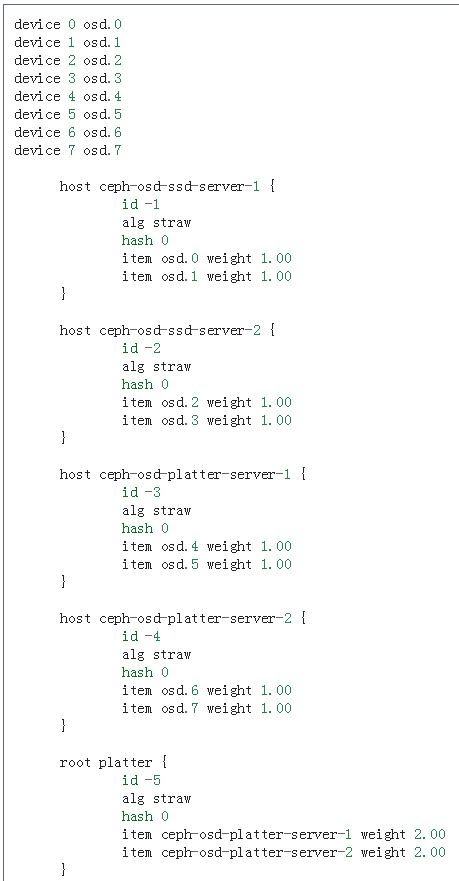 device 0 osd.0
device 1 osd.1
device 2 osd.2
device 3 osd.3
device 4 osd.4
device 5 osd.5
device 6 osd.6
device 7 osd.7
host ceph-osd-ssd-server-1 {
id -1
alg straw
hash 0
item osd.0 weight 1.00
item osd.1 weight 1.00
}
host ceph-osd-ssd-server-2 {
id -2
alg straw
hash 0
item osd.2 weight 1.00
item osd.3 weight 1.00
}
host ceph-osd-platter-server-1 {
id -3
alg straw
hash 0
item osd.4 weight 1.00
item osd.5 weight 1.00
}
host ceph-osd-platter-server-2 {
id -4
alg straw
hash 0
item osd.6 weight 1.00
item osd.7 weight 1.00
}
root platter {
id -5
alg straw
hash 0
item ceph-osd-platter-server-1 weight 2.00
item ceph-osd-platter-server-2 weight 2.00
}